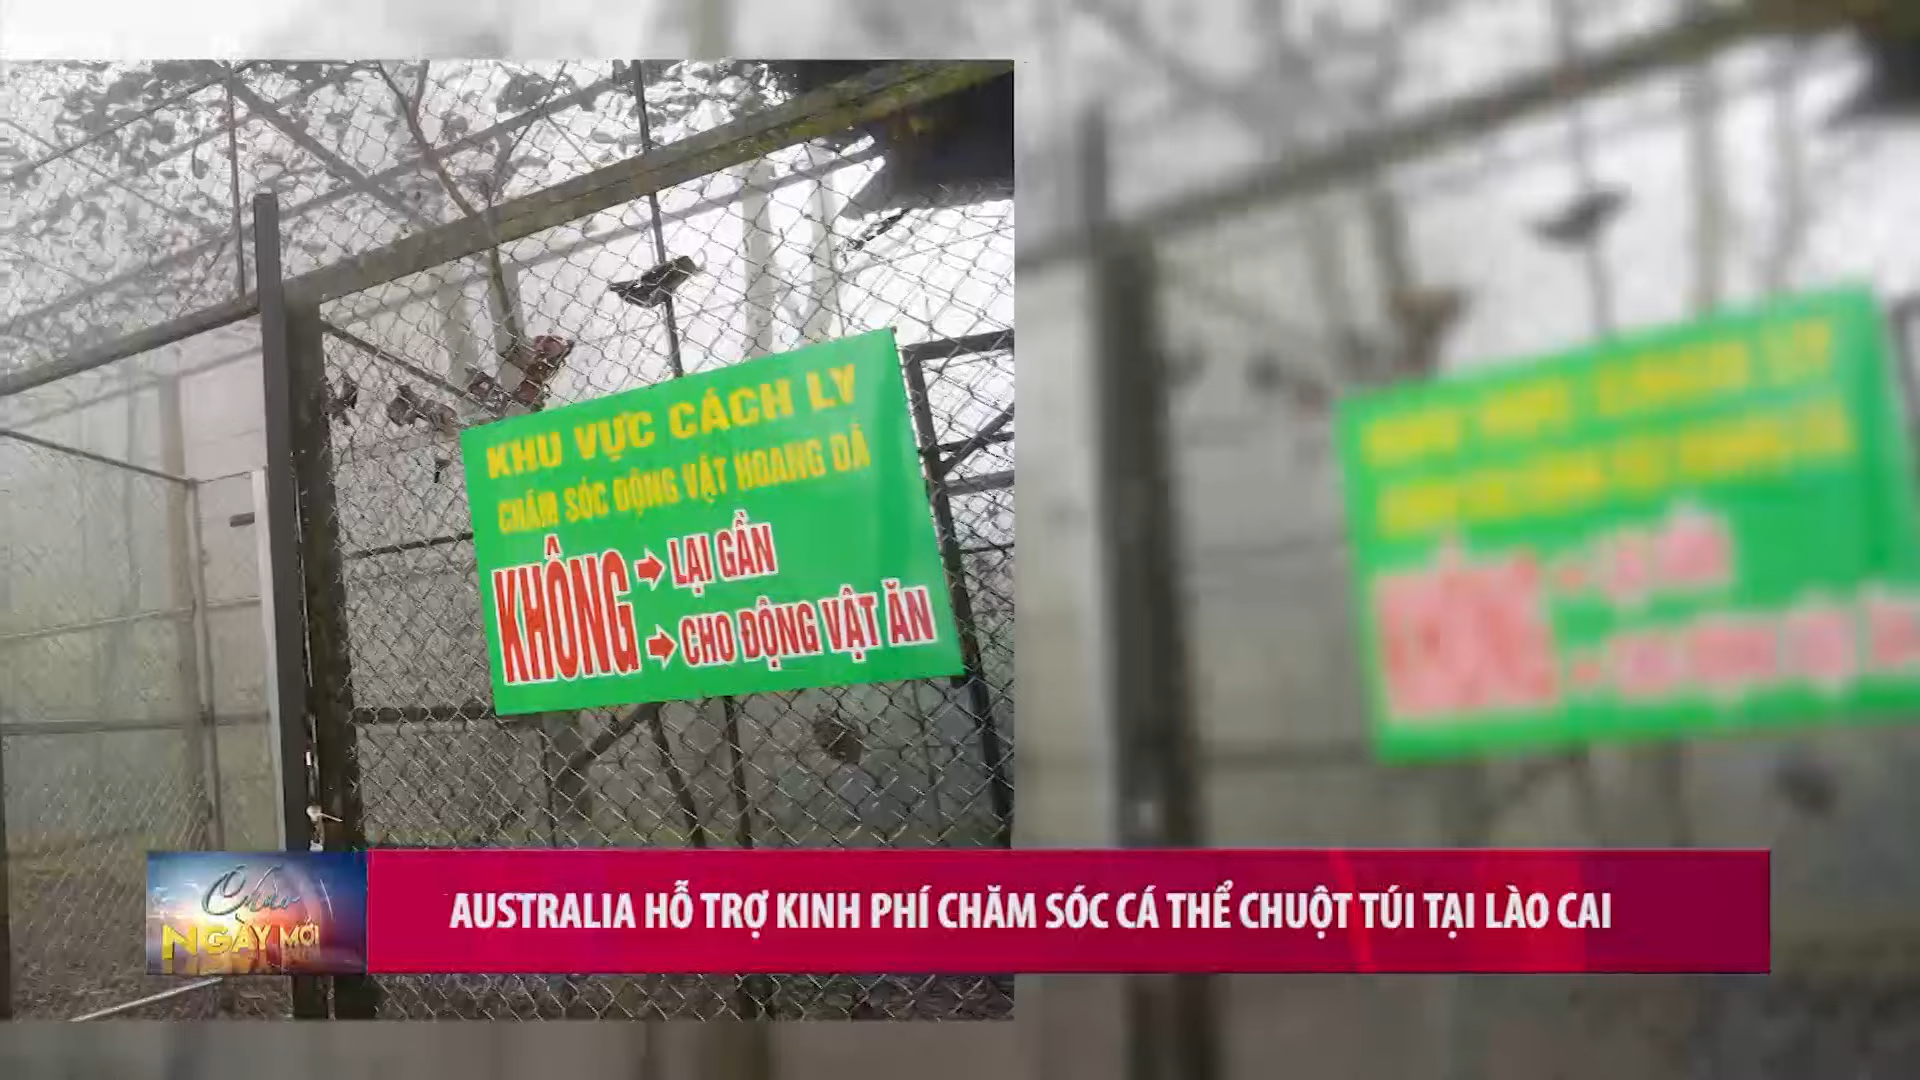 KHU VỰC CÁCH LY
CHĂM SÓC ĐỘNG VẬT HOANG DÃ
KHÔNG → LẠI GẦN
→ CHO ĐỘNG VẬT ĂN
Chào
NGÀY MỚI
AUSTRALIA HỖ TRỢ KINH PHÍ CHĂM SÓC CÁ THỂ CHUỘT TÚI TẠI LÀO CAI